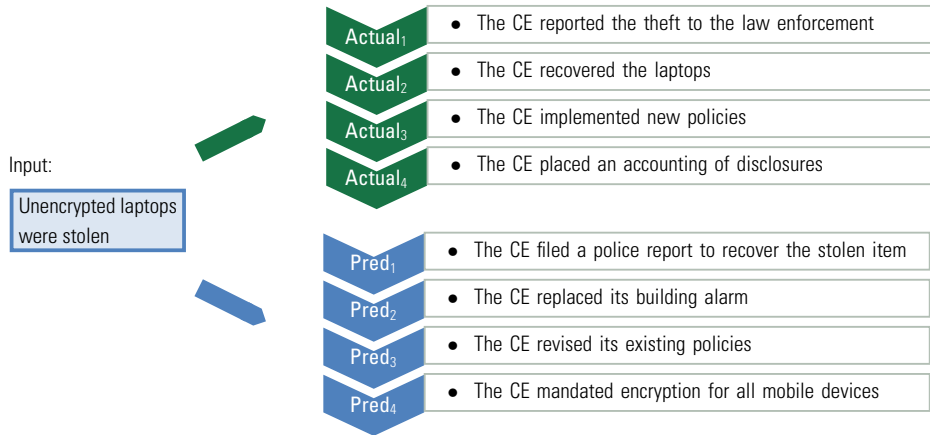 Actual₁
● The CE reported the theft to the law enforcement
Actual₂
● The CE recovered the laptops
Actual₃
● The CE implemented new policies
Actual₄
● The CE placed an accounting of disclosures
Input:
Unencrypted laptops
were stolen
Pred₁
● The CE filed a police report to recover the stolen item
Pred₂
● The CE replaced its building alarm
Pred₃
● The CE revised its existing policies
Pred₄
● The CE mandated encryption for all mobile devices